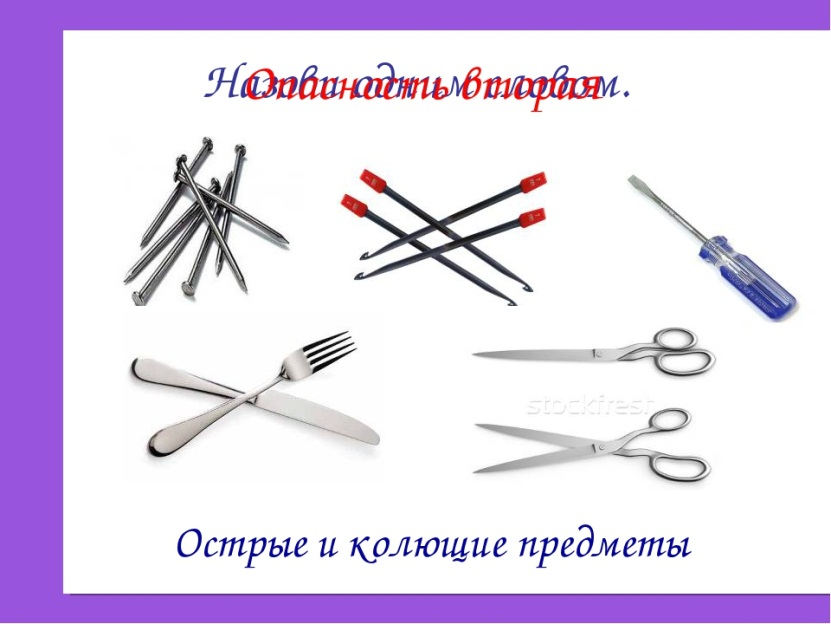 Назови одним словом.
Опасность вторая
stockfresh
Острые и колющие предметы